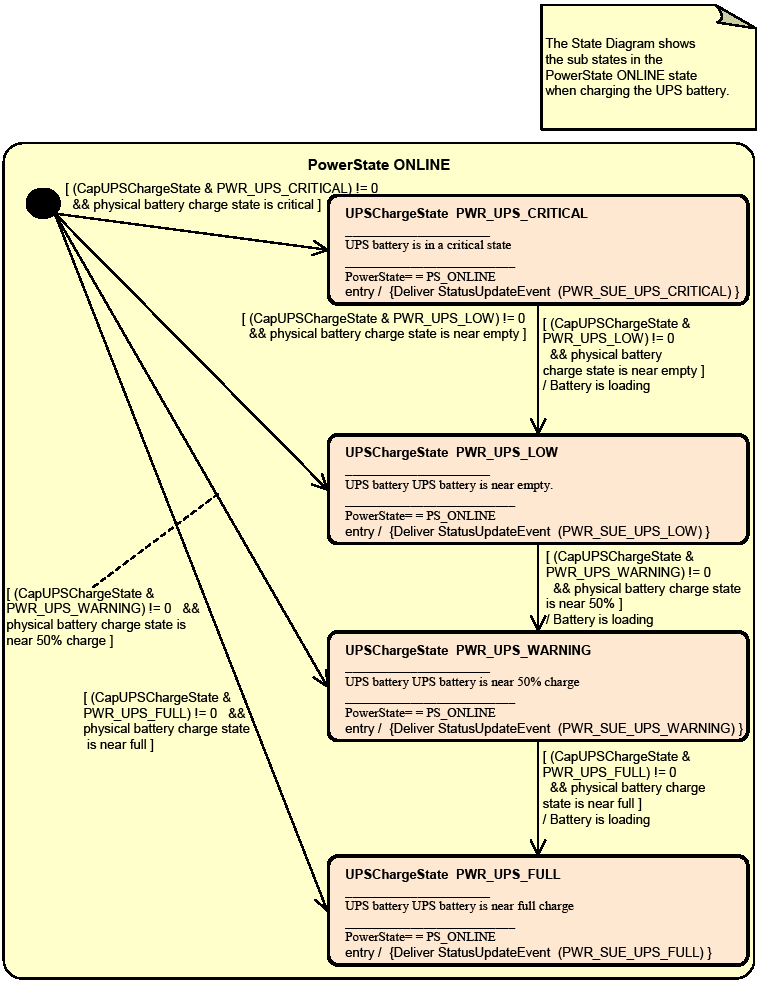 The State Diagram shows
the sub states in the
PowerState ONLINE state
when charging the UPS battery.
PowerState ONLINE
[ (CapUPSChargeState & PWR_UPS_CRITICAL) != 0
&& physical battery charge state is critical ]
UPSChargeState PWR_UPS_CRITICAL
UPS battery is in a critical state
PowerState= = PS_ONLINE
entry / {Deliver StatusUpdateEvent (PWR_SUE_UPS_CRITICAL) }
[ (CapUPSChargeState & PWR_UPS_LOW) != 0
&& physical battery charge state is near empty ]
[ (CapUPSChargeState &
PWR_UPS_LOW) != 0
&& physical battery
charge state is near empty ]
/ Battery is loading
UPSChargeState PWR_UPS_LOW
UPS battery UPS battery is near empty.
PowerState= = PS_ONLINE
entry / {Deliver StatusUpdateEvent (PWR_SUE_UPS_LOW) }
[ (CapUPSChargeState &
PWR_UPS_WARNING) != 0
&& physical battery charge state
is near 50% ]
/ Battery is loading
[ (CapUPSChargeState &
PWR_UPS_WARNING) != 0 &&
physical battery charge state is
near 50% charge ]
UPSChargeState PWR_UPS_WARNING
UPS battery UPS battery is near 50% charge
PowerState= = PS_ONLINE
entry / {Deliver StatusUpdateEvent (PWR_SUE_UPS_WARNING) }
[ (CapUPSChargeState &
PWR_UPS_FULL) != 0 &&
physical battery charge state
is near full ]
[ (CapUPSChargeState &
PWR_UPS_FULL) != 0
&& physical battery charge
state is near full ]
/ Battery is loading
UPSChargeState PWR_UPS_FULL
UPS battery UPS battery is near full charge
PowerState= = PS_ONLINE
entry / {Deliver StatusUpdateEvent (PWR_SUE_UPS_FULL) }